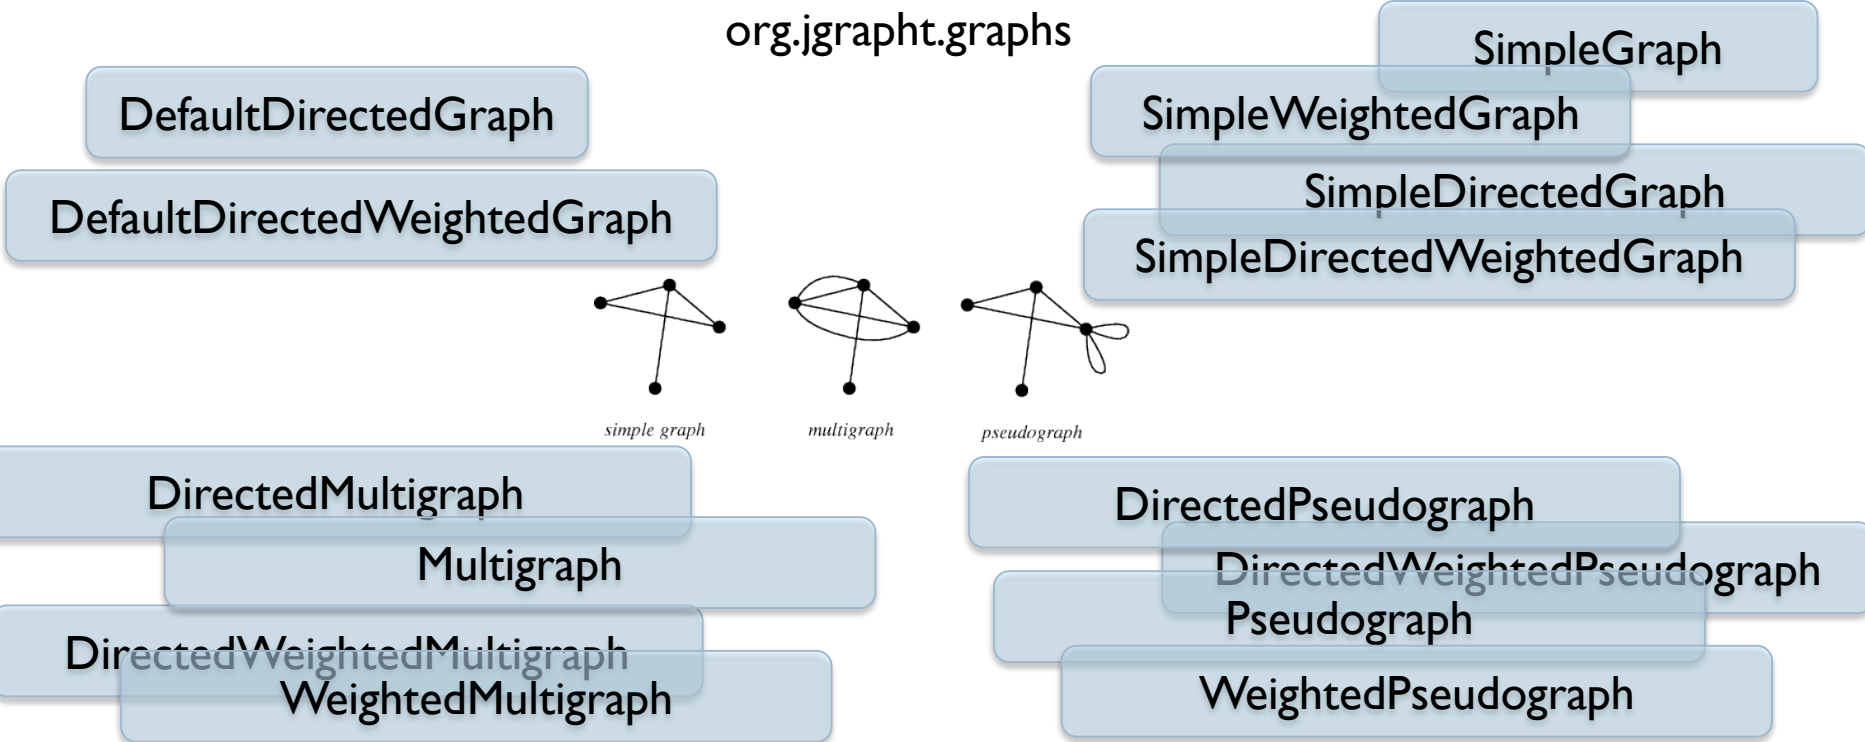 org.jgrapht.graphs
DefaultDirectedGraph
DefaultDirectedWeightedGraph
SimpleGraph
SimpleWeightedGraph
SimpleDirectedGraph
SimpleDirectedWeightedGraph
simple graph
multigraph
pseudograph
DirectedMultigraph
Multigraph
DirectedWeightedMultigraph
WeightedMultigraph
DirectedPseudograph
DirectedWeightedPseudograph
Pseudograph
WeightedPseudograph